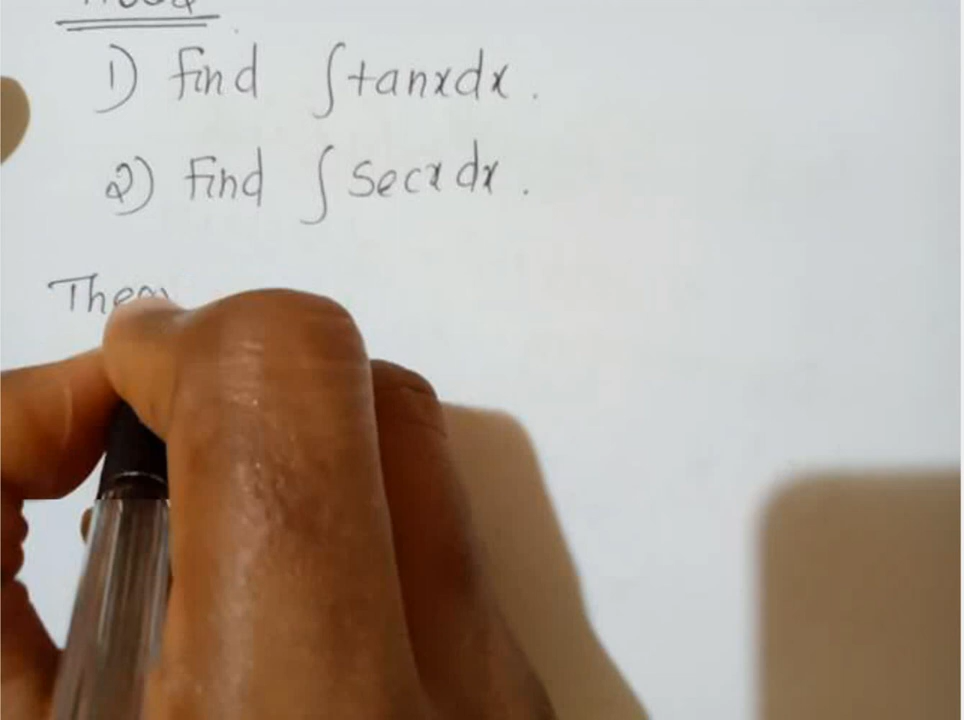 1) Find ∫tanxdx.
2) Find ∫secxdx.